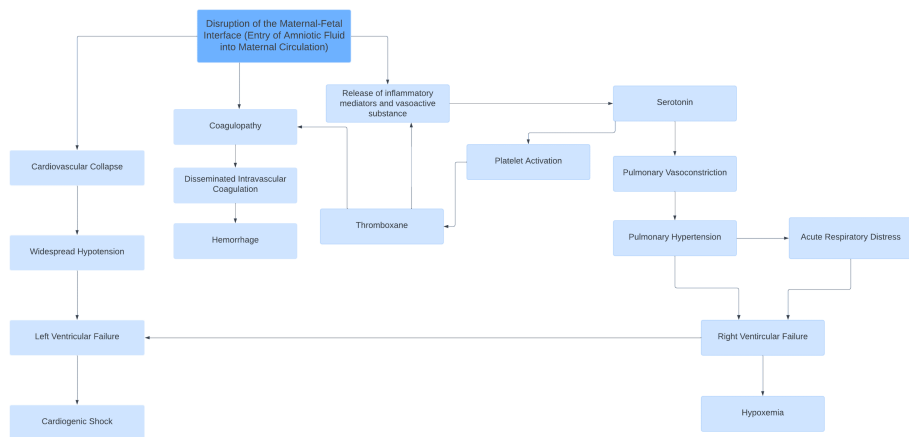 Disruption of the Maternal-Fetal
Interface (Entry of Amniotic Fluid
into Maternal Circulation)
Release of inflammatory
mediators and vasoactive
substance
Serotonin
Coagulopathy
Platelet Activation
Cardiovascular Collapse
Pulmonary Vasoconstriction
Disseminated Intravascular
Coagulation
Thromboxane
Hemorrhage
Pulmonary Hypertension
Acute Respiratory Distress
Widespread Hypotension
Left Ventricular Failure
Right Ventircular Failure
Hypoxemia
Cardiogenic Shock